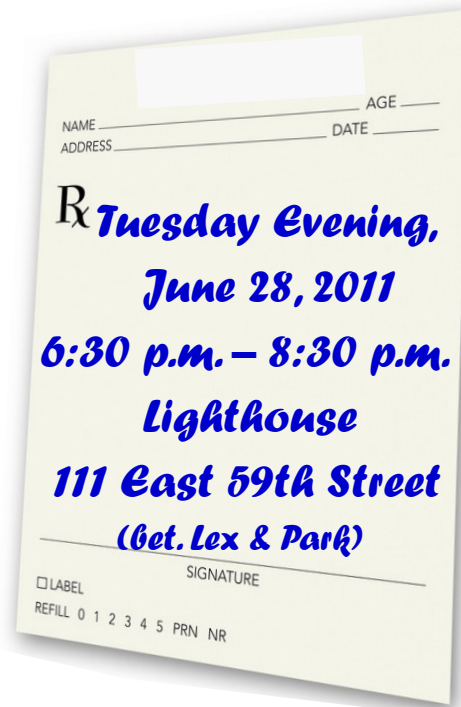 NAME AGE
ADDRESS DATE
Rx Tuesday Evening,
June 28, 2011
6:30 p.m. – 8:30 p.m.
Lighthouse
111 East 59th Street
(bet. Lex & Park)
SIGNATURE
☐ LABEL
REFILL 0 1 2 3 4 5 PRN NR